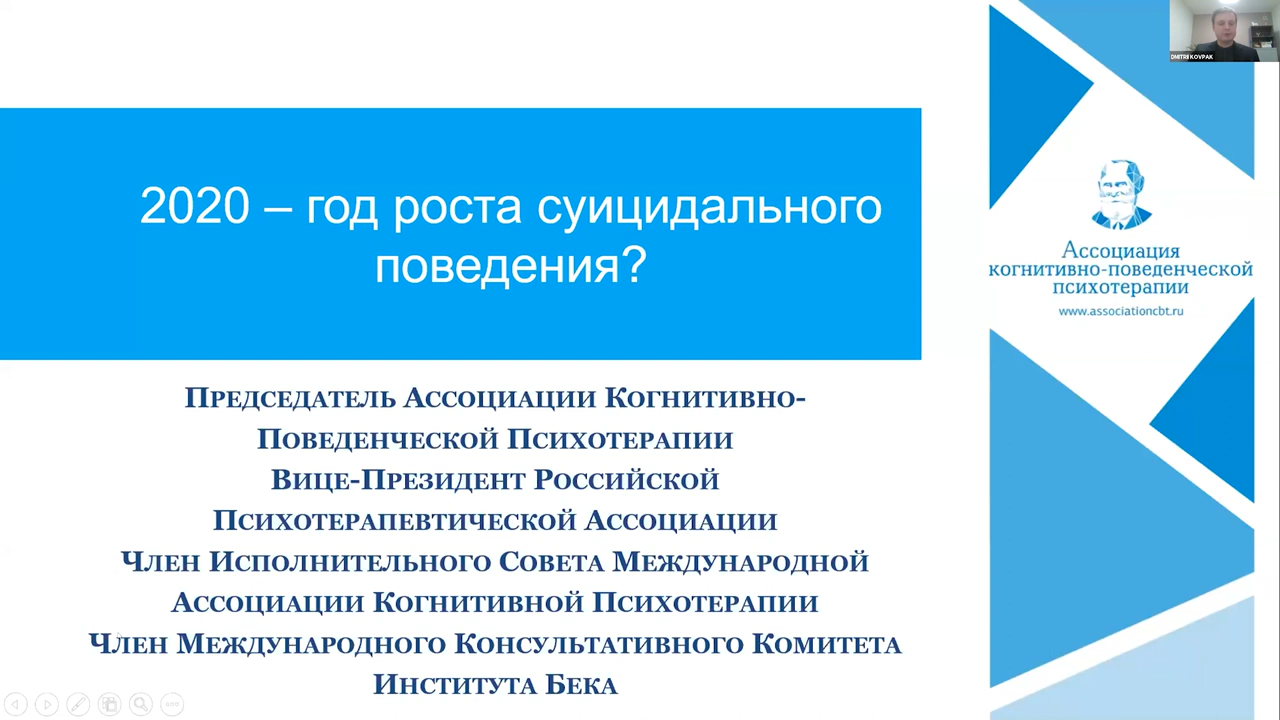 2020 – год роста суицидального
поведения?
Председатель Ассоциации Когнитивно-
Поведенческой Психотерапии
Вице-Президент Российской
Психотерапевтической Ассоциации
Член Исполнительного Совета Международной
Ассоциации Когнитивной Психотерапии
Член Международного Консультативного Комитета
Института Бека
DMITRII KOVPAK
Ассоциация
когнитивно-поведенческой
психотерапии
www.associationcbt.ru